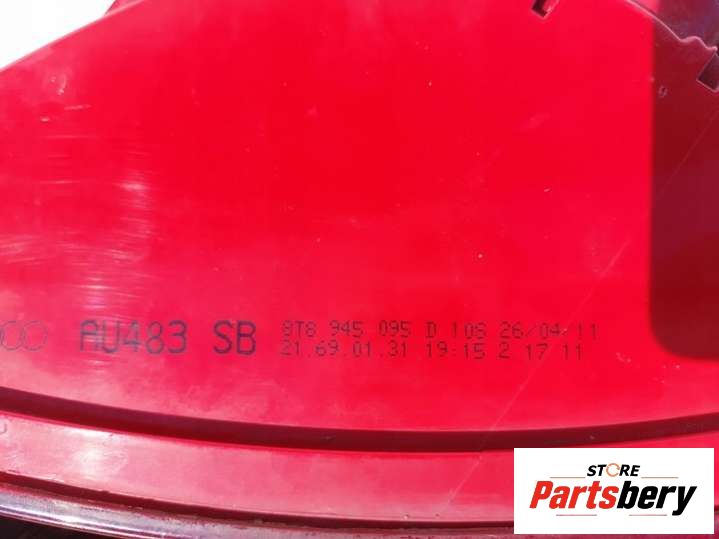 AU483 SB 8T8 945 095 D I08 26/04/11
21.69.01.31 19:15 2 17 11
STORE
Partsbery